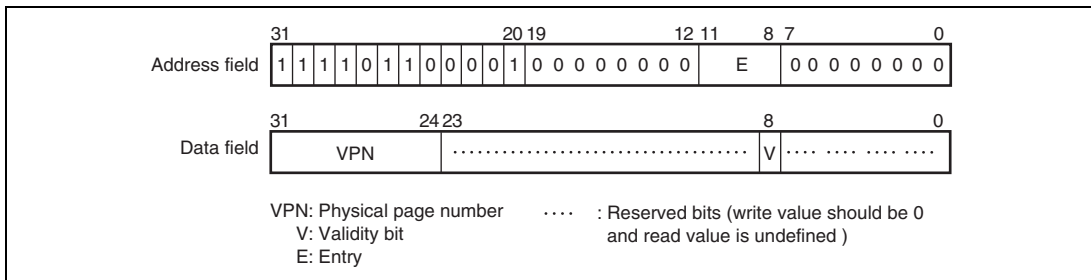 31 20 19 12 11 8 7 0
Address field 1 1 1 1 0 1 1 0 0 0 0 1 0 0 0 0 0 0 0 0 E 0 0 0 0 0 0 0 0
31 24 23 8 0
Data field VPN .................................. V .... .... .... ....
VPN: Physical page number .... : Reserved bits (write value should be 0
V: Validity bit and read value is undefined )
E: Entry